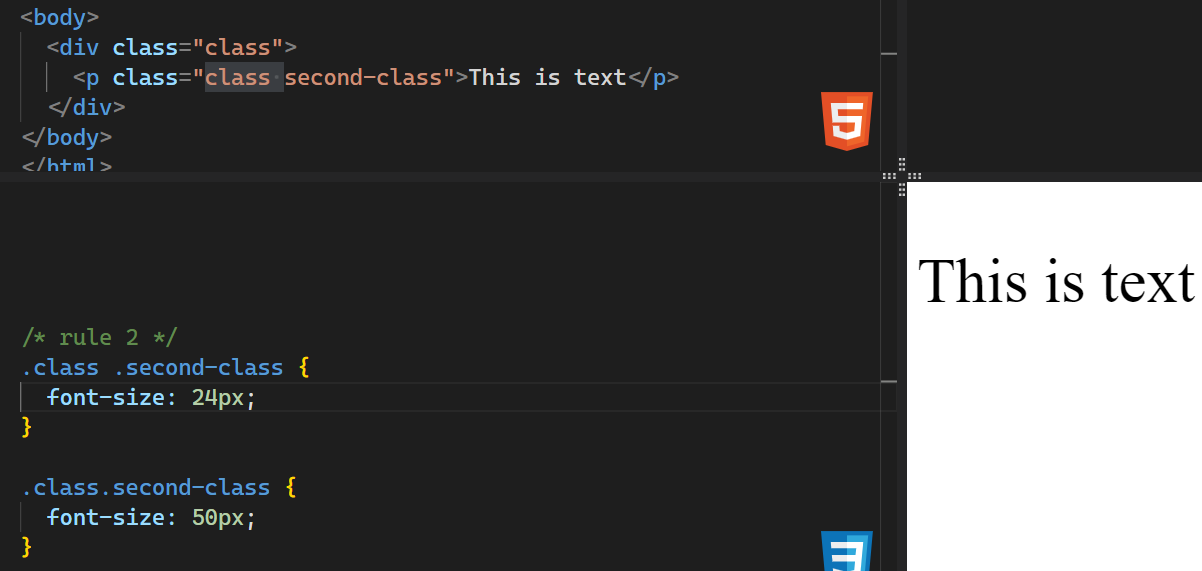 <body>
<div class="class">
<p class="class second-class">This is text</p>
</div>
</body>
</html>
/* rule 2 */
.class .second-class {
font-size: 24px;
}
.class.second-class {
font-size: 50px;
}
This is text